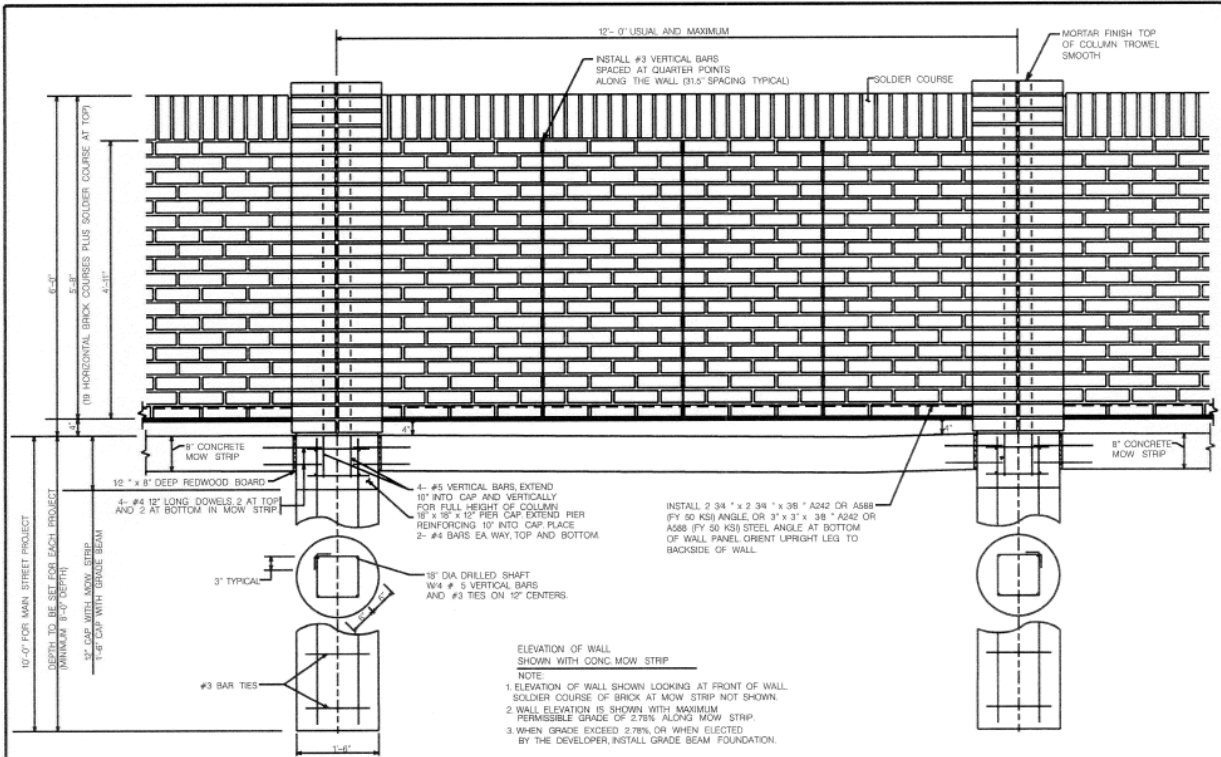 12'- 0" USUAL AND MAXIMUM
MORTAR FINISH TOP
OF COLUMN TROWEL
SMOOTH
INSTALL #3 VERTICAL BARS
SPACED AT QUARTER POINTS
ALONG THE WALL (31.5" SPACING TYPICAL)
SOLDIER COURSE
6'-0"
5'-8"
(19 HORIZONTAL BRICK COURSES PLUS SOLDIER COURSE AT TOP)
4'-11"
4"
4"
4"
8" CONCRETE
MOW STRIP
8" CONCRETE
MOW STRIP
1/2 " x 8" DEEP REDWOOD BOARD
4- #4 12" LONG DOWELS, 2 AT TOP
AND 2 AT BOTTOM IN MOW STRIP.
4- #5 VERTICAL BARS, EXTEND
10" INTO CAP AND VERTICALLY
FOR FULL HEIGHT OF COLUMN
18" x 18" x 12" PIER CAP. EXTEND PIER
REINFORCING 10" INTO CAP. PLACE
2- #4 BARS EA. WAY, TOP AND BOTTOM.
INSTALL 2 3/4 " x 2 3/4 " x 3/8 " A242 OR A588
(FY 50 KSI) ANGLE, OR 3" x 3" x 3/8 " A242 OR
A588 (FY 50 KSI) STEEL ANGLE AT BOTTOM
OF WALL PANEL. ORIENT UPRIGHT LEG TO
BACKSIDE OF WALL.
10'-0" FOR MAIN STREET PROJECT
DEPTH TO BE SET FOR EACH PROJECT
(MINIMUM 8'-0" DEPTH)
12" CAP WITH MOW STRIP
1'-6" CAP WITH GRADE BEAM
3" TYPICAL
18" DIA. DRILLED SHAFT
W/4 # 5 VERTICAL BARS
AND #3 TIES ON 12" CENTERS.
6"
6"
#3 BAR TIES
1'-6"
ELEVATION OF WALL
SHOWN WITH CONC. MOW STRIP
NOTE:
1. ELEVATION OF WALL SHOWN LOOKING AT FRONT OF WALL.
SOLDIER COURSE OF BRICK AT MOW STRIP NOT SHOWN.
2. WALL ELEVATION IS SHOWN WITH MAXIMUM
PERMISSIBLE GRADE OF 2.78% ALONG MOW STRIP.
3. WHEN GRADE EXCEED 2.78%, OR WHEN ELECTED
BY THE DEVELOPER, INSTALL GRADE BEAM FOUNDATION.